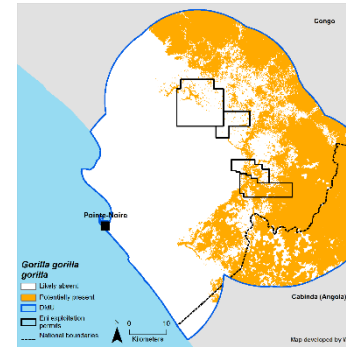 Congo
Pointe-Noire
Gorilla gorilla
gorilla
Likely absent
Potentially present
DMU
Eni exploitation
permits
National boundaries
0 10
Kilometers
Cabinda (Angola)
Map developed by W